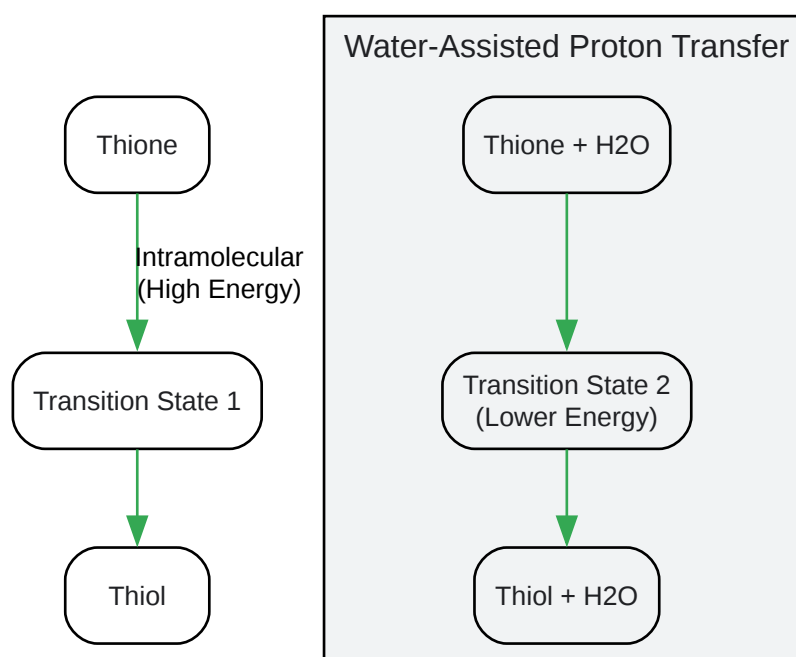 Water-Assisted Proton Transfer
Thione
Thione + H2O
Intramolecular
(High Energy)
Transition State 1
Transition State 2
(Lower Energy)
Thiol
Thiol + H2O